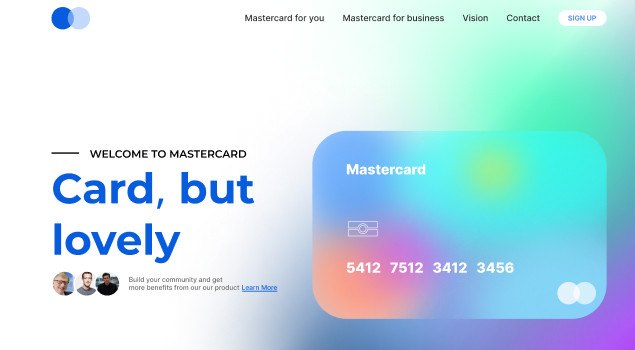 Mastercard for you
Mastercard for business
Vision
Contact
SIGN UP
WELCOME TO MASTERCARD
Card, but
lovely
Build your community and get
more benefits from our our product Learn More
Mastercard
5412 7512 3412 3456